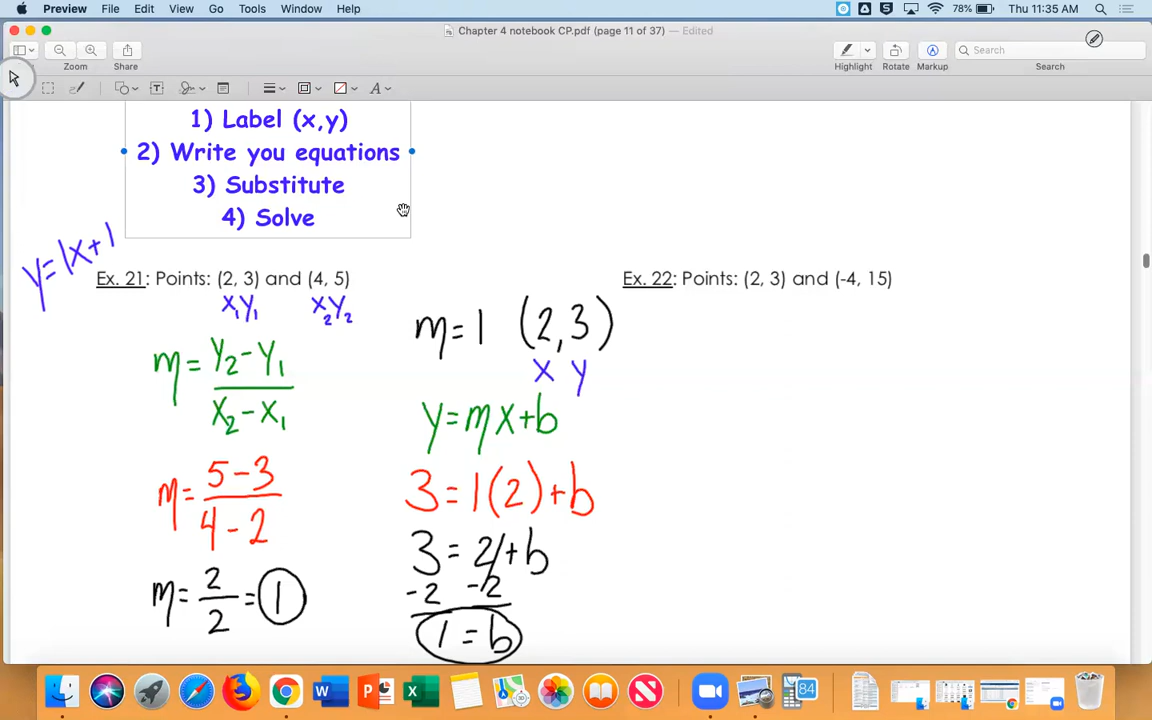 Preview File Edit View Go Tools Window Help 78% Thu 11:35 AM
Chapter 4 notebook CP.pdf (page 11 of 37) — Edited
Search
Zoom Share Highlight Rotate Markup Search
1) Label (x,y)
2) Write you equations
3) Substitute
4) Solve
y=1x+1
Ex. 21: Points: (2, 3) and (4, 5)
x₁y₁ x₂y₂
m= y₂-y₁
x₂-x₁
m= 5-3
4-2
m= 2/2 = 1
m=1 (2,3)
x y
y=mx+b
3=1(2)+b
3=2+b
-2 -2
1=b
Ex. 22: Points: (2, 3) and (-4, 15)
W P X 84